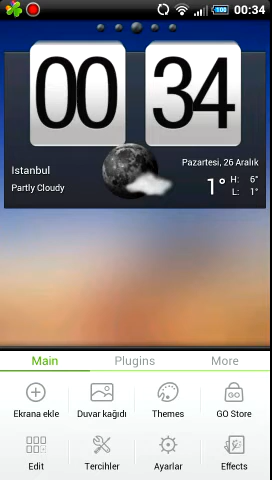 00:34
00 34
Istanbul
Pazartesi, 26 Aralık
Partly Cloudy
1° H: 6°
L: 1°
Main Plugins More
Ekrana ekle Duvar kağıdı Themes GO Store
Edit Tercihler Ayarlar Effects